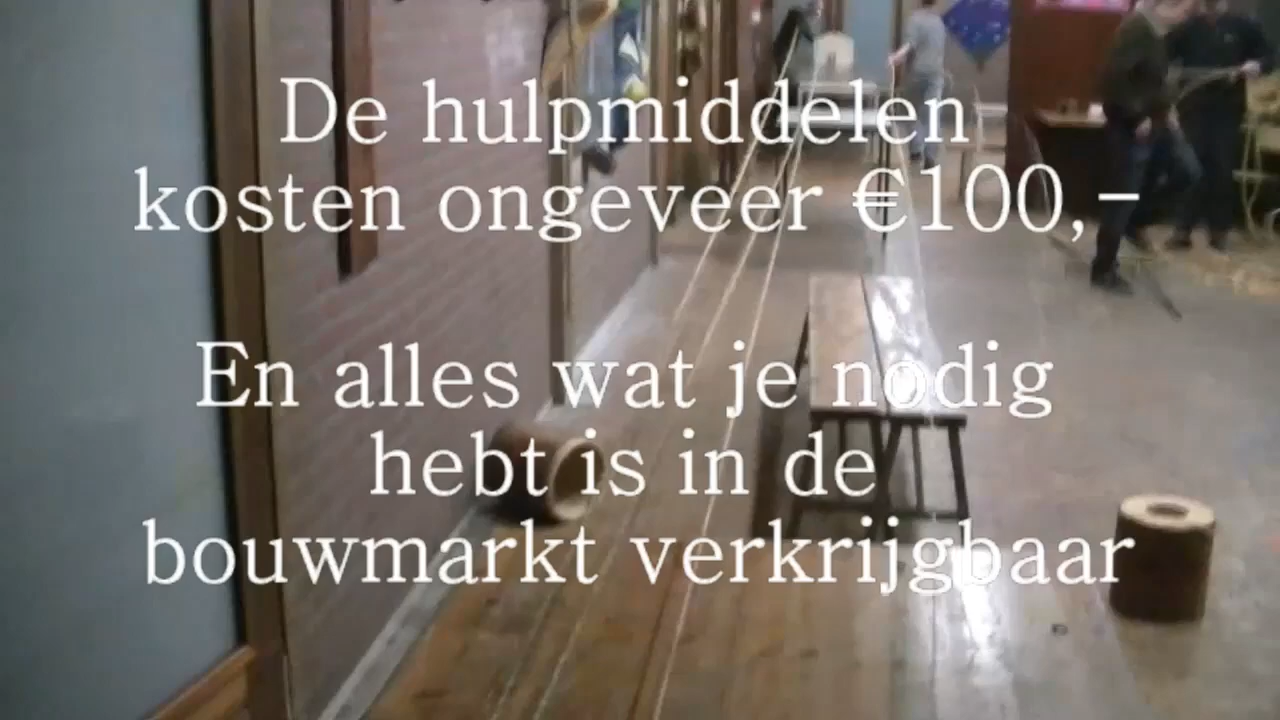 De hulpmiddelen
kosten ongeveer €100,-
En alles wat je nodig
hebt is in de
bouwmarkt verkrijgbaar